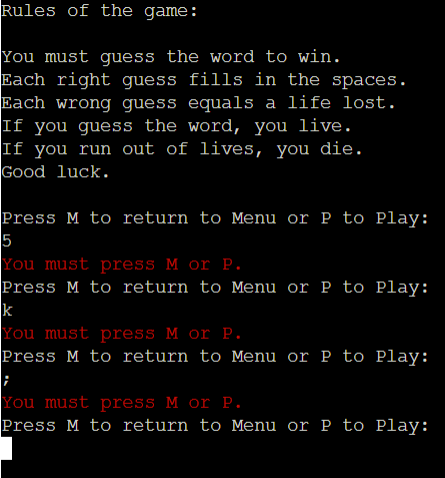 Rules of the game:
You must guess the word to win.
Each right guess fills in the spaces.
Each wrong guess equals a life lost.
If you guess the word, you live.
If you run out of lives, you die.
Good luck.
Press M to return to Menu or P to Play:
5
You must press M or P.
Press M to return to Menu or P to Play:
k
You must press M or P.
Press M to return to Menu or P to Play:
;
You must press M or P.
Press M to return to Menu or P to Play: